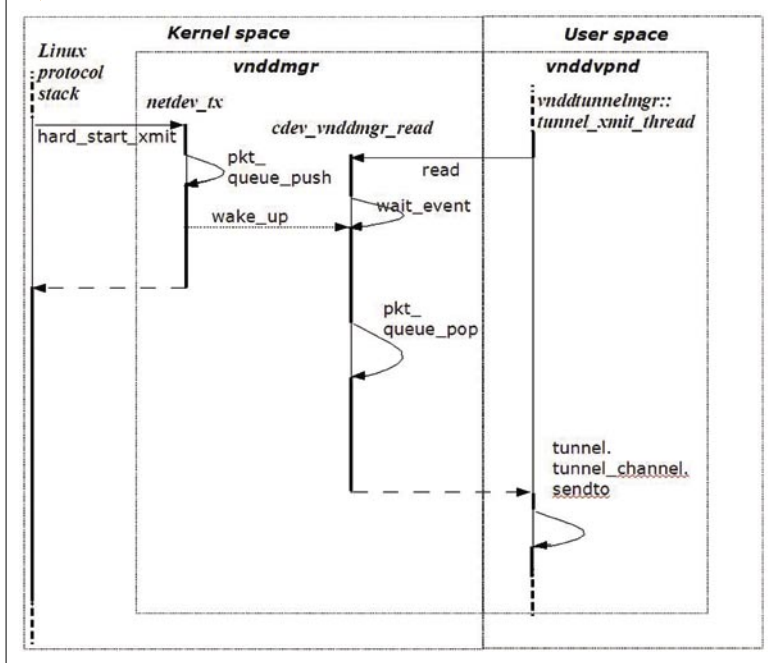 Kernel space
User space
Linux
protocol
stack
vnddmgr
vnddvpnd
netdev_tx
vnddtunnelmgr::
tunnel_xmit_thread
cdev_vnddmgr_read
hard_start_xmit
pkt_
queue_push
read
wait_event
wake_up
pkt_
queue_pop
tunnel.
tunnel_channel.
sendto